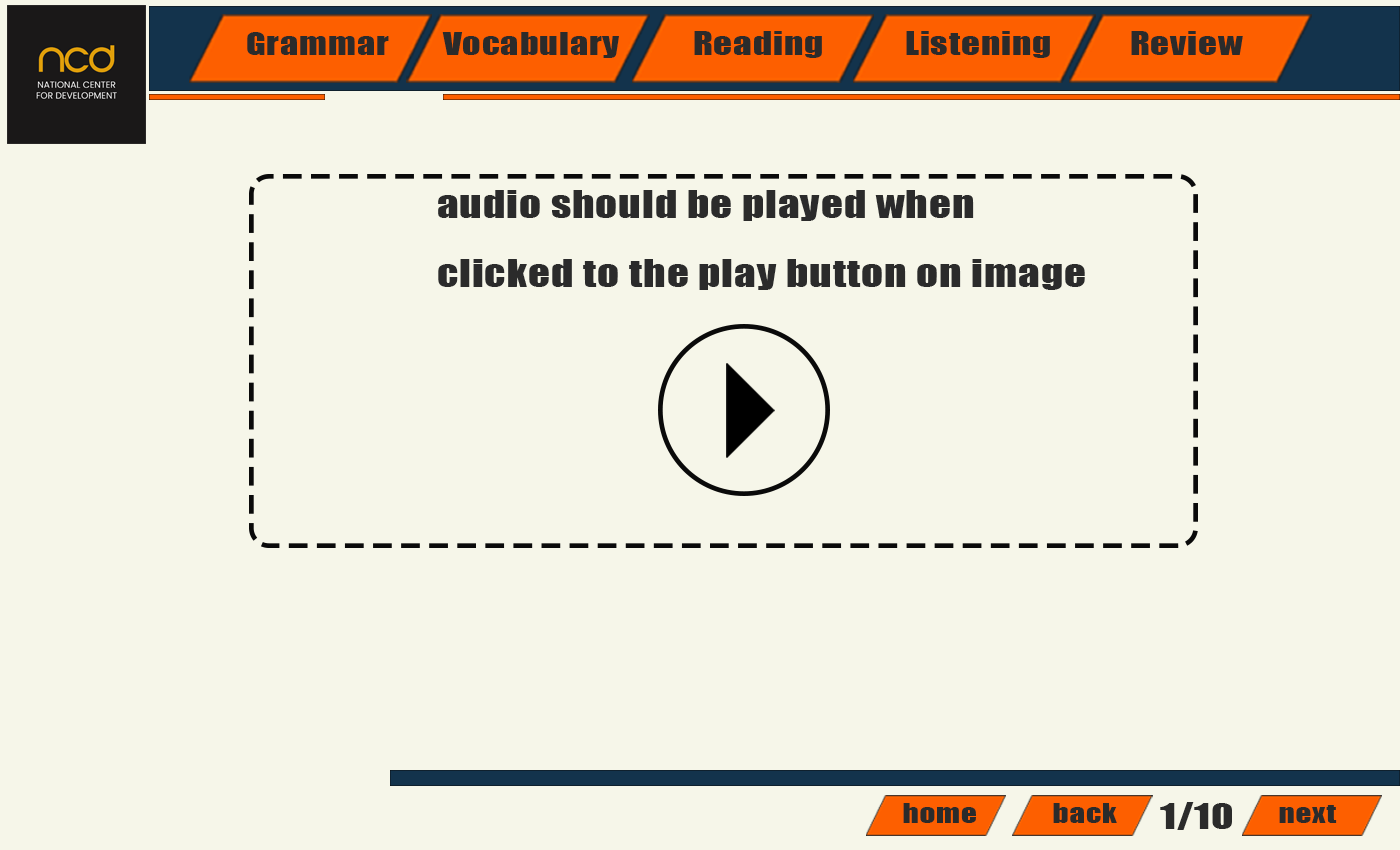 ncd
NATIONAL CENTER
FOR DEVELOPMENT
Grammar
Vocabulary
Reading
Listening
Review
audio should be played when
clicked to the play button on image
home
back
1/10
next